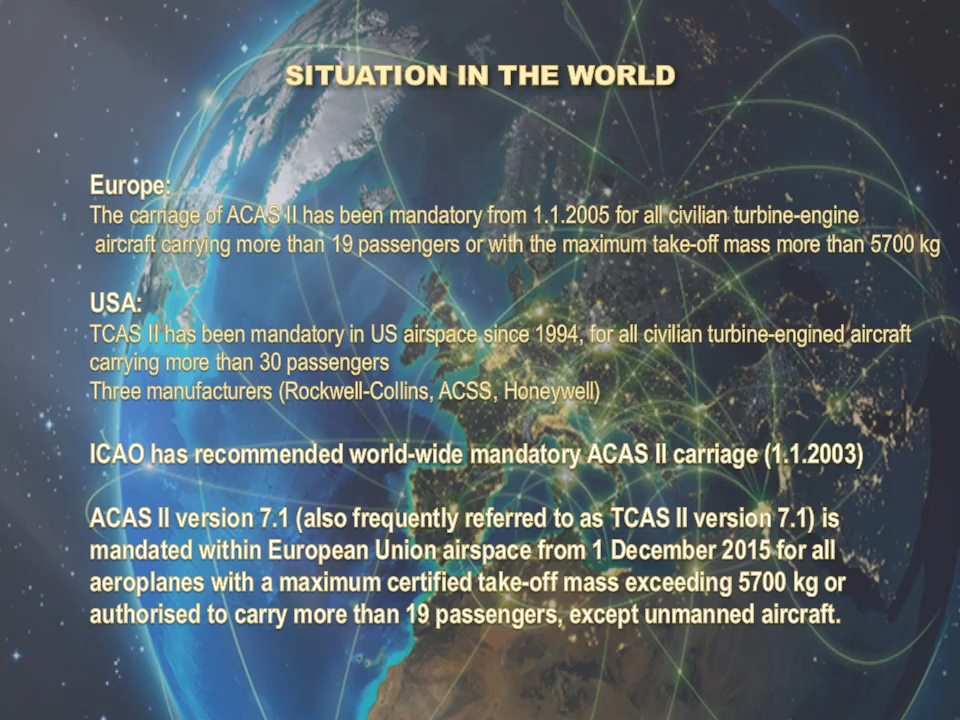 SITUATION IN THE WORLD
Europe:
The carriage of ACAS II has been mandatory from 1.1.2005 for all civilian turbine-engine
aircraft carrying more than 19 passengers or with the maximum take-off mass more than 5700 kg
USA:
TCAS II has been mandatory in US airspace since 1994, for all civilian turbine-engined aircraft
carrying more than 30 passengers
Three manufacturers (Rockwell-Collins, ACSS, Honeywell)
ICAO has recommended world-wide mandatory ACAS II carriage (1.1.2003)
ACAS II version 7.1 (also frequently referred to as TCAS II version 7.1) is
mandated within European Union airspace from 1 December 2015 for all
aeroplanes with a maximum certified take-off mass exceeding 5700 kg or
authorised to carry more than 19 passengers, except unmanned aircraft.